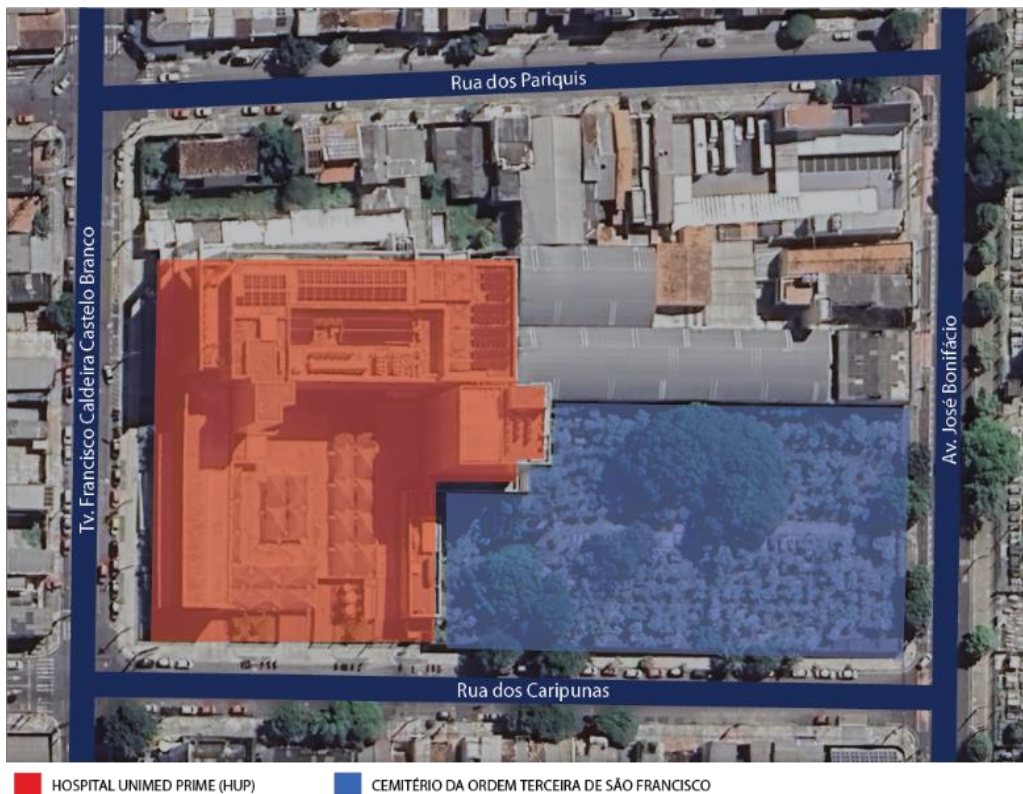 Rua dos Pariquis
Tv. Francisco Caldeira Castelo Branco
Av. José Bonifácio
Rua dos Caripunas
HOSPITAL UNIMED PRIME (HUP)
CEMITÉRIO DA ORDEM TERCEIRA DE SÃO FRANCISCO